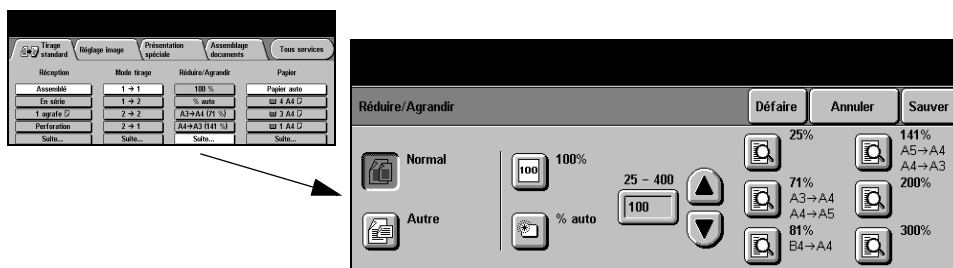 Tirage standard
Réglage image
Présentation spéciale
Assemblage documents
Tous services
Réception
Mode tirage
Réduire/Agrandir
Papier
Assemblé
1 → 1
100 %
Papier auto
En série
1 → 2
% auto
4 A4
1 agrafe
2 → 2
A3→A4 (71 %)
3 A4
Perforation
2 → 1
A4→A3 (141 %)
1 A4
Suite...
Suite...
Suite...
Suite...
Réduire/Agrandir
Défaire
Annuler
Sauver
Normal
Autre
100
100%
% auto
25 - 400
100
25%
71%
A3→A4
A4→A5
81%
B4→A4
141%
A5→A4
A4→A3
200%
300%